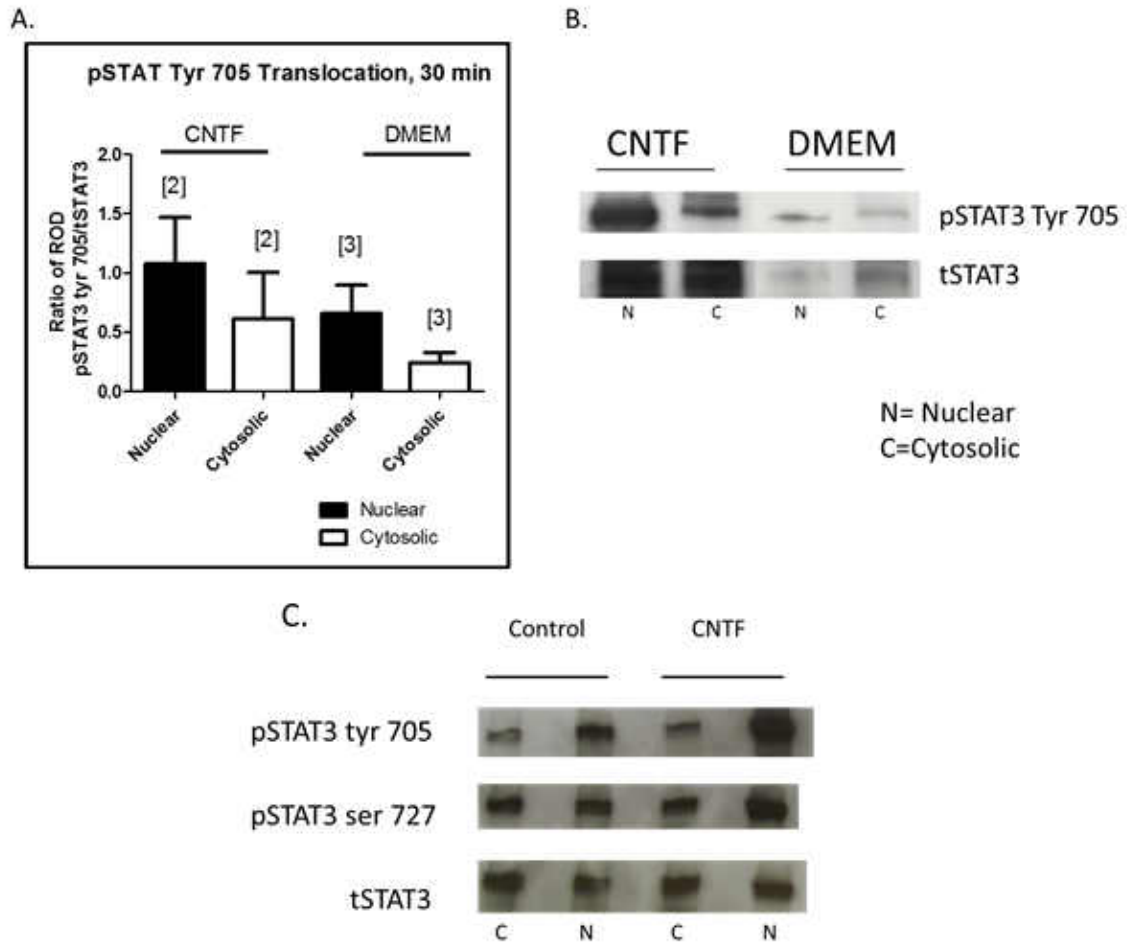 A.
pSTAT Tyr 705 Translocation, 30 min
CNTF DMEM
Ratio of ROD
pSTAT3 tyr 705/tSTAT3
2.0
1.5
1.0
0.5
0.0
[2]
[2]
[3]
[3]
Nuclear
Cytosolic
Nuclear
Cytosolic
Nuclear
Cytosolic
B.
CNTF DMEM
pSTAT3 Tyr 705
tSTAT3
N C N C
N= Nuclear
C=Cytosolic
C.
Control CNTF
pSTAT3 tyr 705
pSTAT3 ser 727
tSTAT3
C N C N